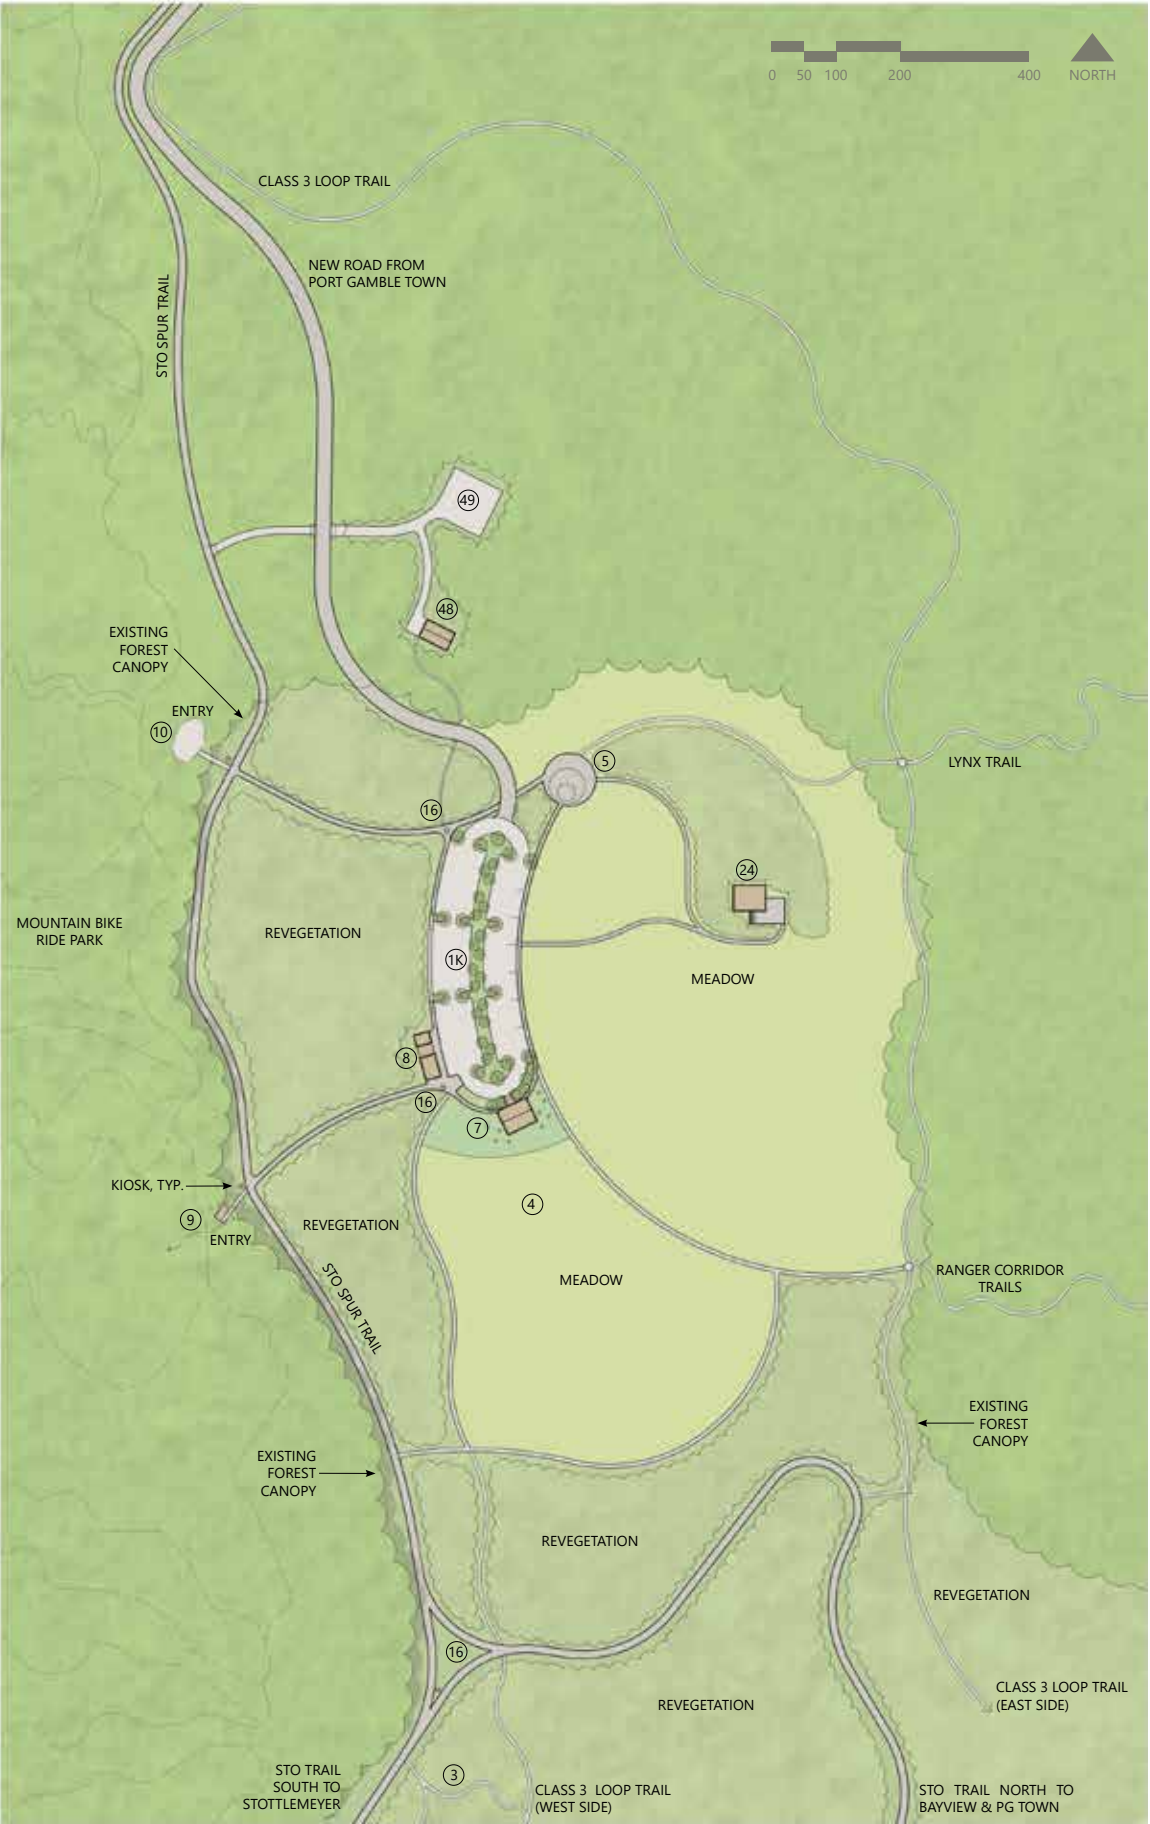 0 50 100 200 400 NORTH
CLASS 3 LOOP TRAIL
NEW ROAD FROM
PORT GAMBLE TOWN
STO SPUR TRAIL
49
48
EXISTING
FOREST
CANOPY
ENTRY
10
5
LYNX TRAIL
16
24
MOUNTAIN BIKE
RIDE PARK
REVEGETATION
1K
MEADOW
8
16
7
KIOSK, TYP.
9
ENTRY
4
REVEGETATION
MEADOW
RANGER CORRIDOR
TRAILS
STO SPUR TRAIL
EXISTING
FOREST
CANOPY
EXISTING
FOREST
CANOPY
REVEGETATION
REVEGETATION
16
CLASS 3 LOOP TRAIL
(EAST SIDE)
REVEGETATION
STO TRAIL
SOUTH TO
STOTTLEMEYER
3
CLASS 3 LOOP TRAIL
(WEST SIDE)
STO TRAIL NORTH TO
BAYVIEW & PG TOWN